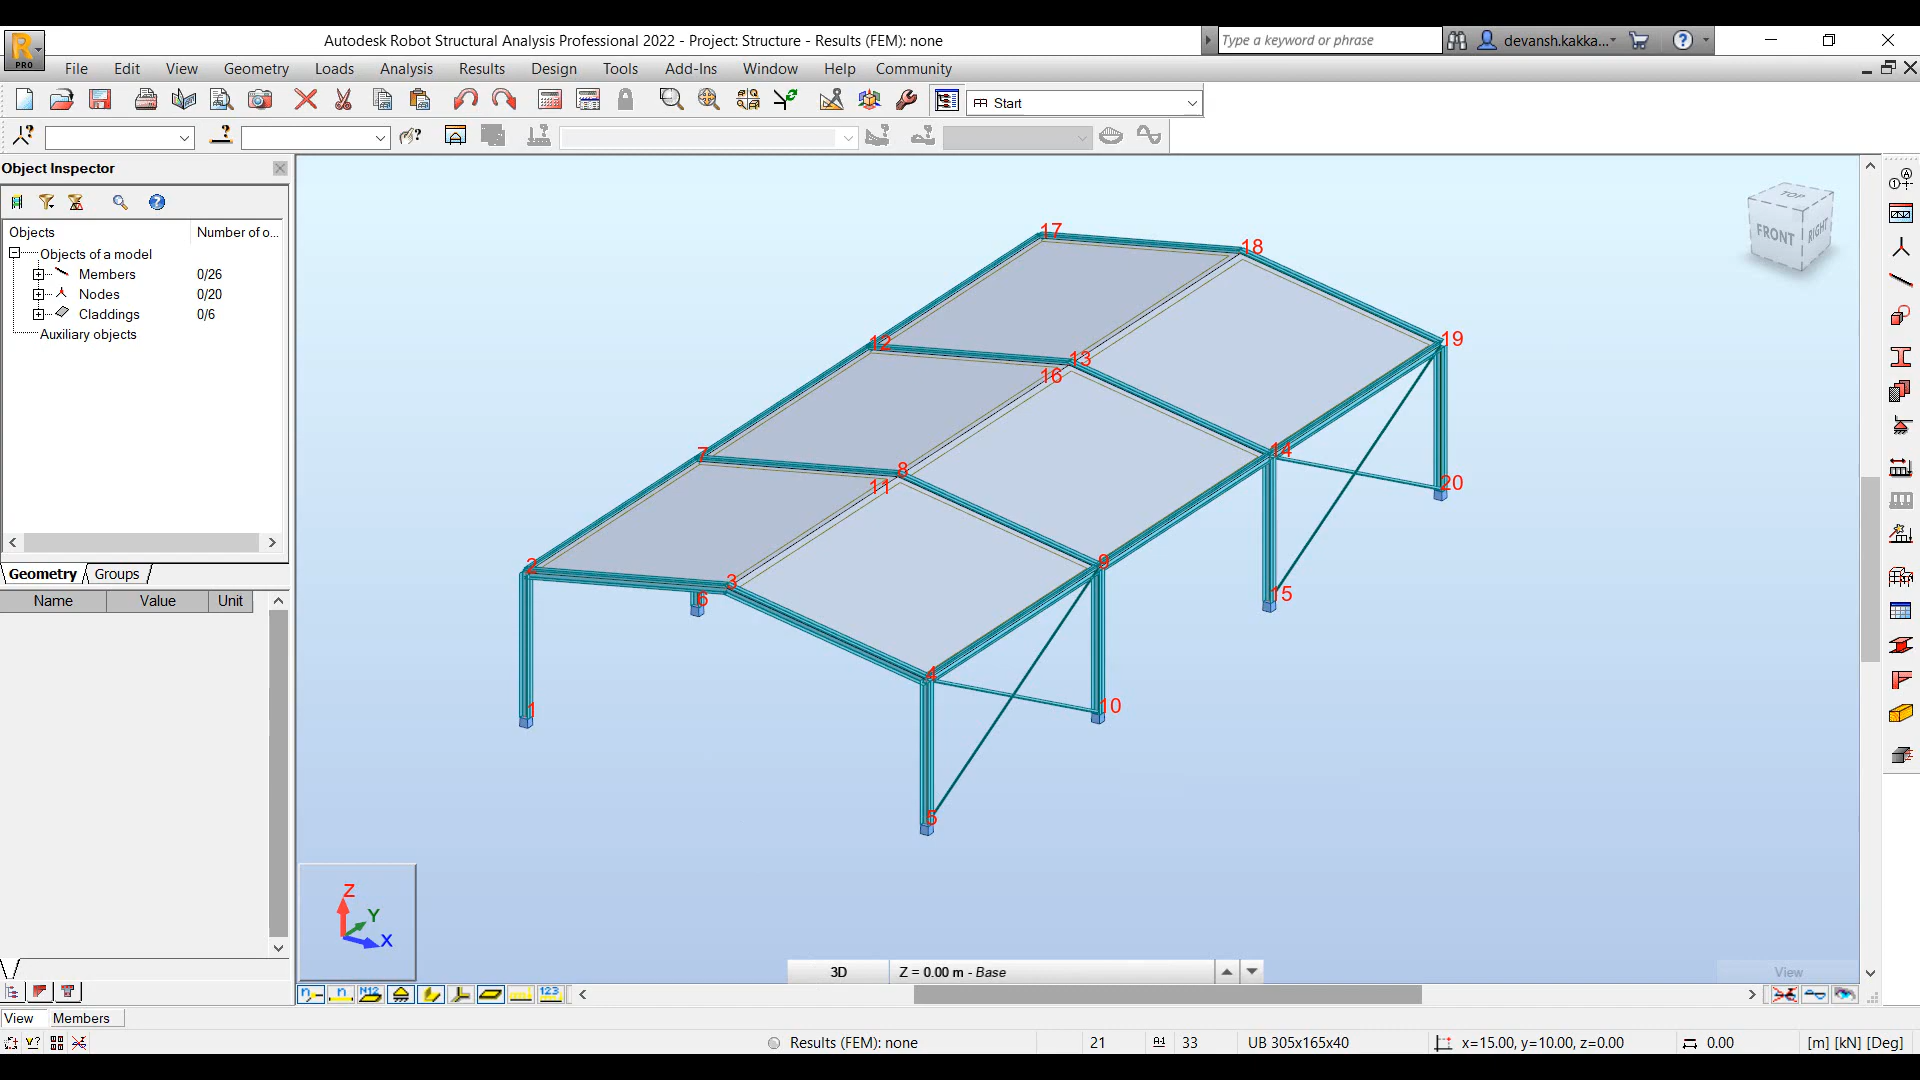 Autodesk Robot Structural Analysis Professional 2022 - Project: Structure - Results (FEM): none
Type a keyword or phrase
devansh.kakka...
PRO
File Edit View Geometry Loads Analysis Results Design Tools Add-Ins Window Help Community
Start
Object Inspector
Objects Number of o...
Objects of a model
Members 0/26
Nodes 0/20
Claddings 0/6
Auxiliary objects
Geometry Groups
Name Value Unit
TOP
FRONT
RIGHT
17
18
19
12
13
16
14
20
7
8
11
9
15
2
3
6
4
10
1
5
Z
Y
X
3D Z = 0.00 m - Base
View
View Members
Results (FEM): none 21 33 UB 305x165x40 x=15.00, y=10.00, z=0.00 0.00 [m] [kN] [Deg]